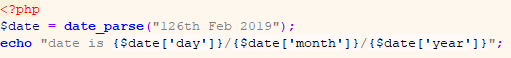 <?php
$date = date_parse("126th Feb 2019");
echo "date is {$date['day']}/{$date['month']}/{$date['year']}";